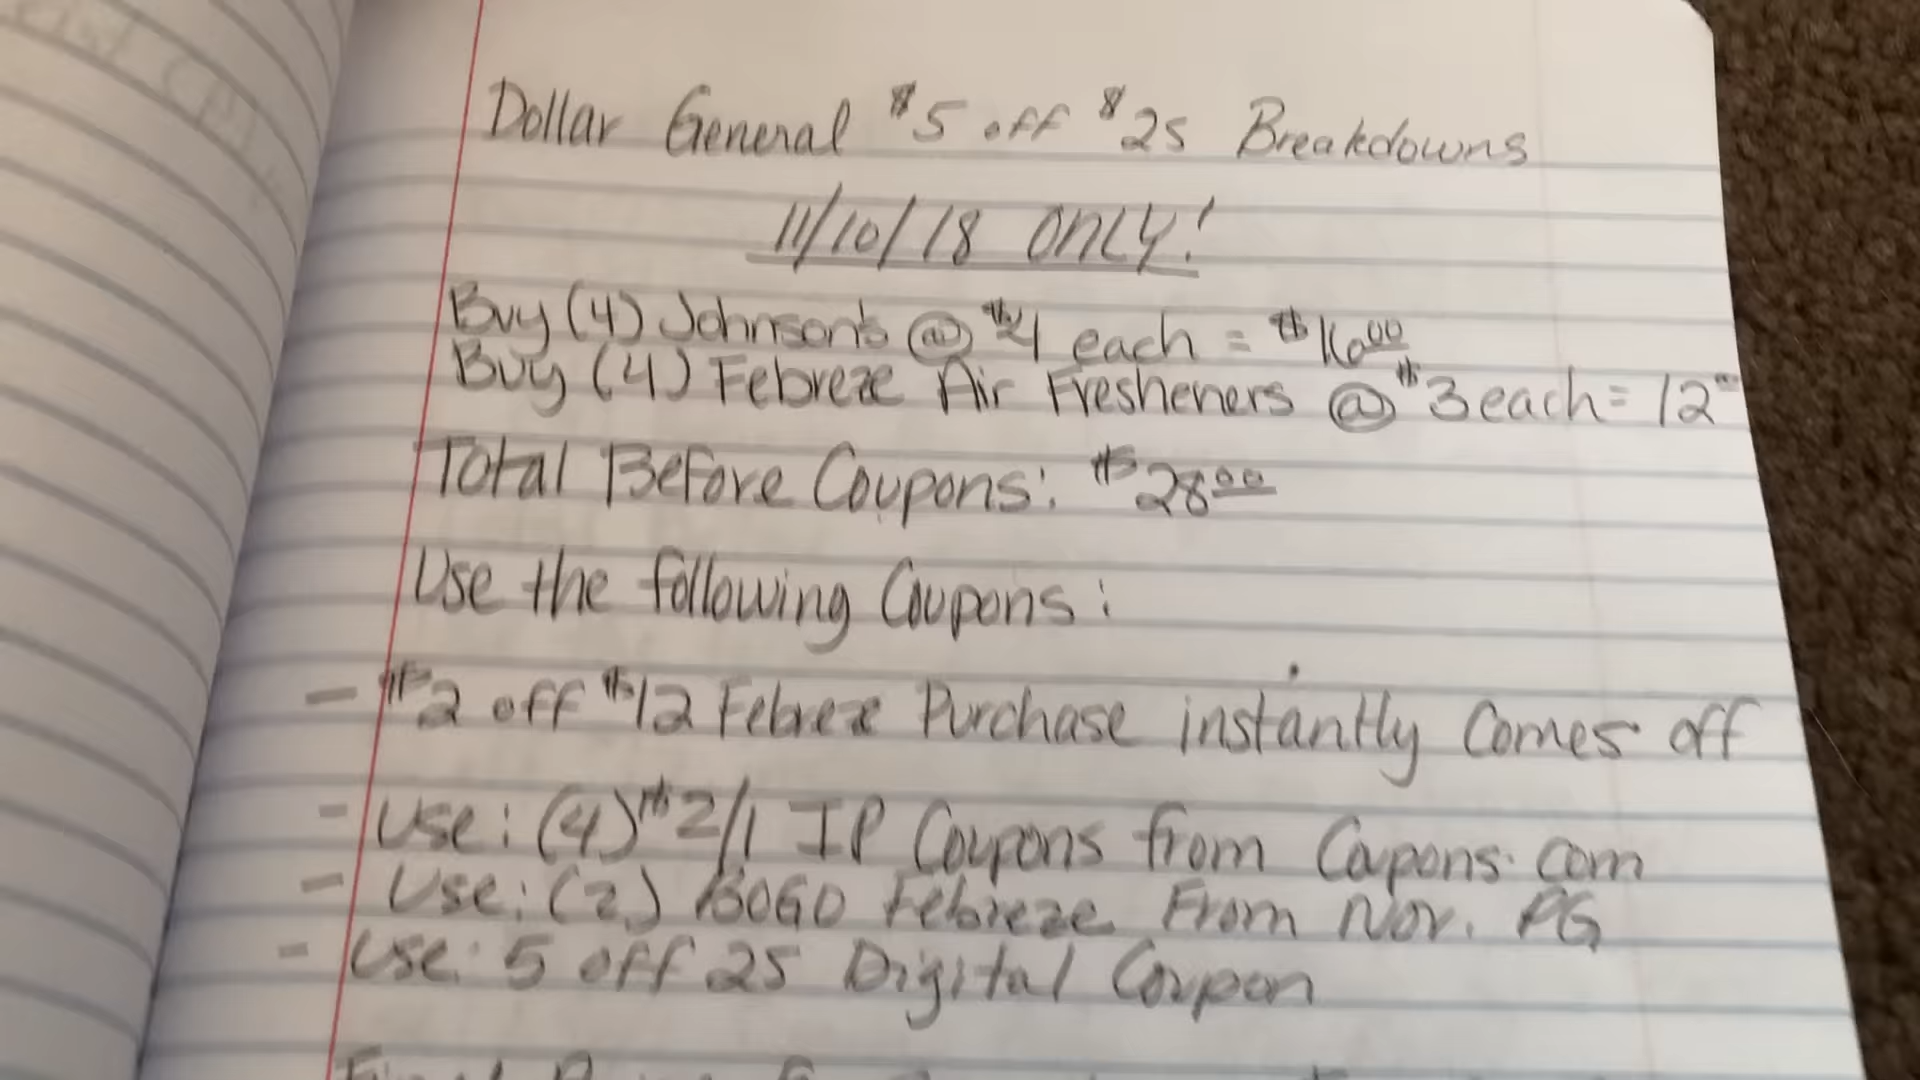 Dollar General $5 off $25 Breakdowns
11/10/18 ONLY!
Buy (4) Johnson's @ $4 each = $16.00
Buy (4) Febreze Air Fresheners @ $3 each = 12
Total Before Coupons: $28.00
Use the following Coupons:
- $2 off $12 Febreze Purchase instantly Comes off
- Use: (4) $2/1 IP Coupons from Coupons.com
- Use: (2) BOGO Febreze From Nov. PG
- Use: 5 off 25 Digital Coupon